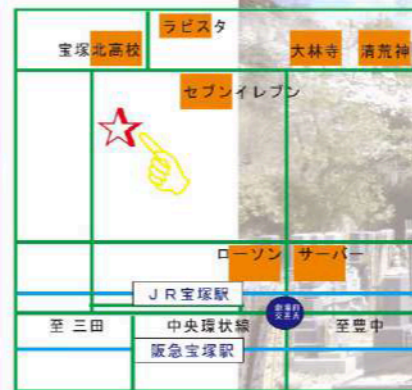 ラビスタ
宝塚北高校
大林寺 清荒神
セブンイレブン
ローソン サーバー
JR宝塚駅
至 三田 中央環状線 至豊中
阪急宝塚駅